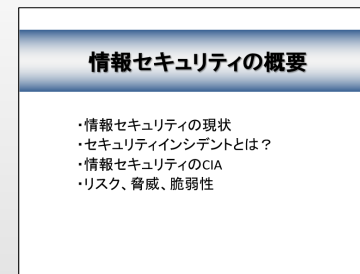 情報セキュリティの概要
・情報セキュリティの現状
・セキュリティインシデントとは？
・情報セキュリティのCIA
・リスク、脅威、脆弱性